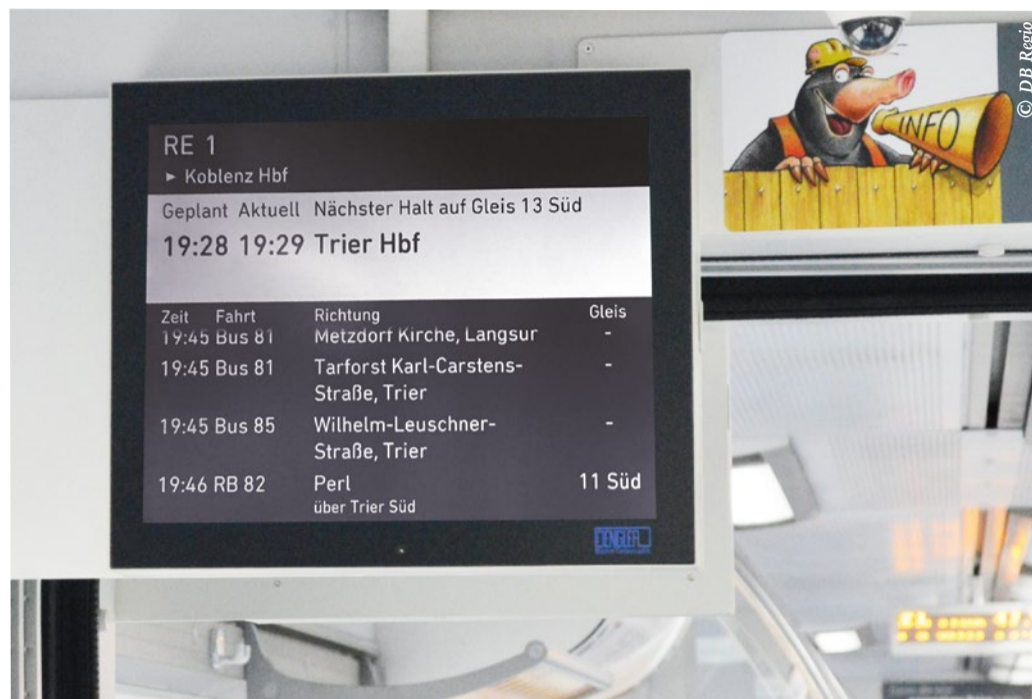 © DB Regio
INFO
RE 1
► Koblenz Hbf
Geplant Aktuell Nächster Halt auf Gleis 13 Süd
19:28 19:29 Trier Hbf
Zeit Fahrt Richtung Gleis
19:45 Bus 81 Metzdorf Kirche, Langsur -
19:45 Bus 81 Tarforst Karl-Carstens- -
Straße, Trier
19:45 Bus 85 Wilhelm-Leuschner- -
Straße, Trier
19:46 RB 82 Perl 11 Süd
über Trier Süd